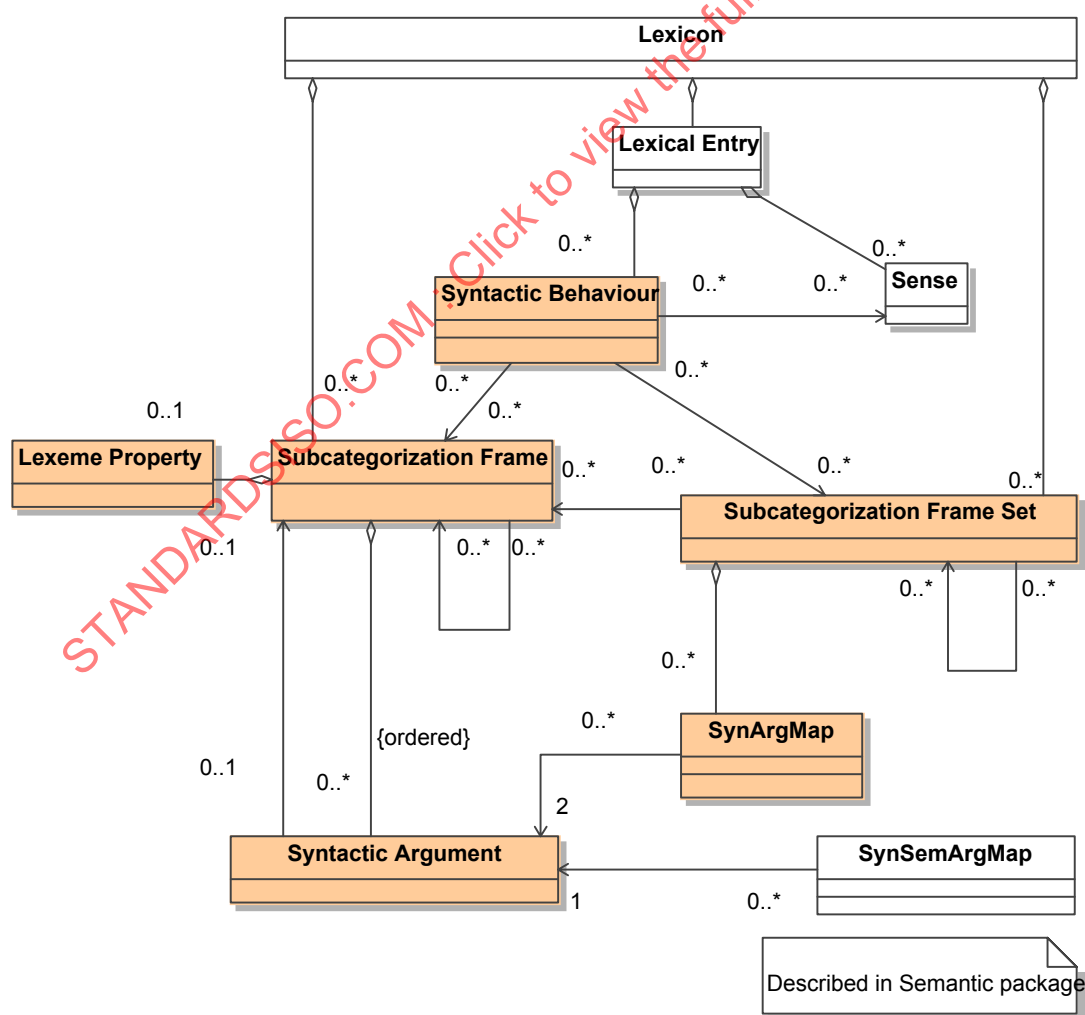 Lexicon
Lexical Entry
0..*
0..*
Syntactic Behaviour
0..*
0..*
Sense
0..*
0..*
0..*
0..*
0..1
0..*
Lexeme Property
Subcategorization Frame
0..*
0..*
0..*
0..*
Subcategorization Frame Set
0..1
0..*
0..*
0..*
0..*
0..*
SynArgMap
{ordered}
0..*
0..1
0..*
2
Syntactic Argument
SynSemArgMap
1
0..*
Described in Semantic package
STANDARDSISO.COM : Click to view the full